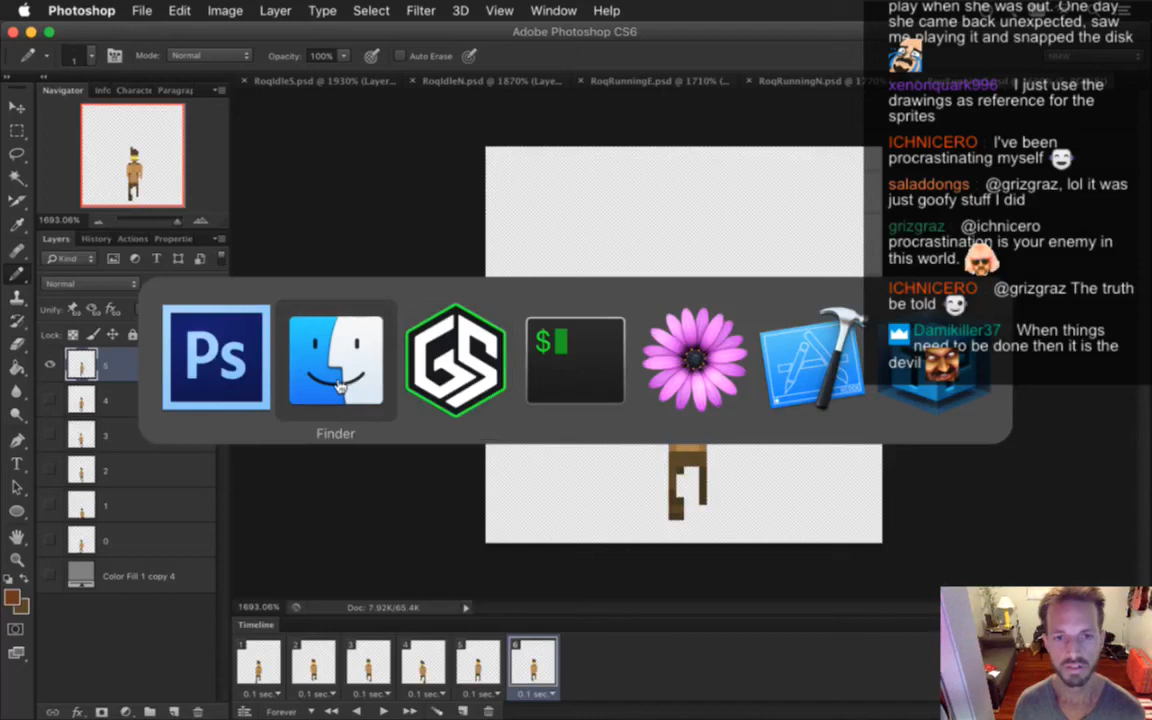 Photoshop File Edit Image Layer Type Select Filter 3D View Window Help
Adobe Photoshop CS6
1 Mode: Normal Opacity: 100% Auto Erase
RoqIdleS.psd @ 1930% (Layer... RoqIdleN.psd @ 1870% (Laye... RoqRunningE.psd @ 1710% (... RoqRunningN.psd @
Navigator Info Characte Paragraţ
1693.06%
Layers History Actions Propertie
Kind
Normal
Unify:
Lock:
5
4
3
2
1
0
Color Fill 1 copy 4
Ps
GS
$
Finder
1693.06% Doc: 7.92K/65.4K
Timeline
1 2 3 4 5 6
0.1 sec. 0.1 sec. 0.1 sec. 0.1 sec. 0.1 sec. 0.1 sec.
Forever
play when she was out. One day
she came back unexpected, saw
me playing it and snapped the disk
xenonquark996 I just use the
drawings as reference for the
sprites
ICHNICERO : I've been
procrastinating myself
saladdongs : @grizgraz, lol it was
just goofy stuff I did
grizgraz : @ichnicero
procrastination is your enemy in
this world.
ICHNICERO : @grizgraz The truth
be told
Damikiller37 : When things
need to be done then it is the
devil